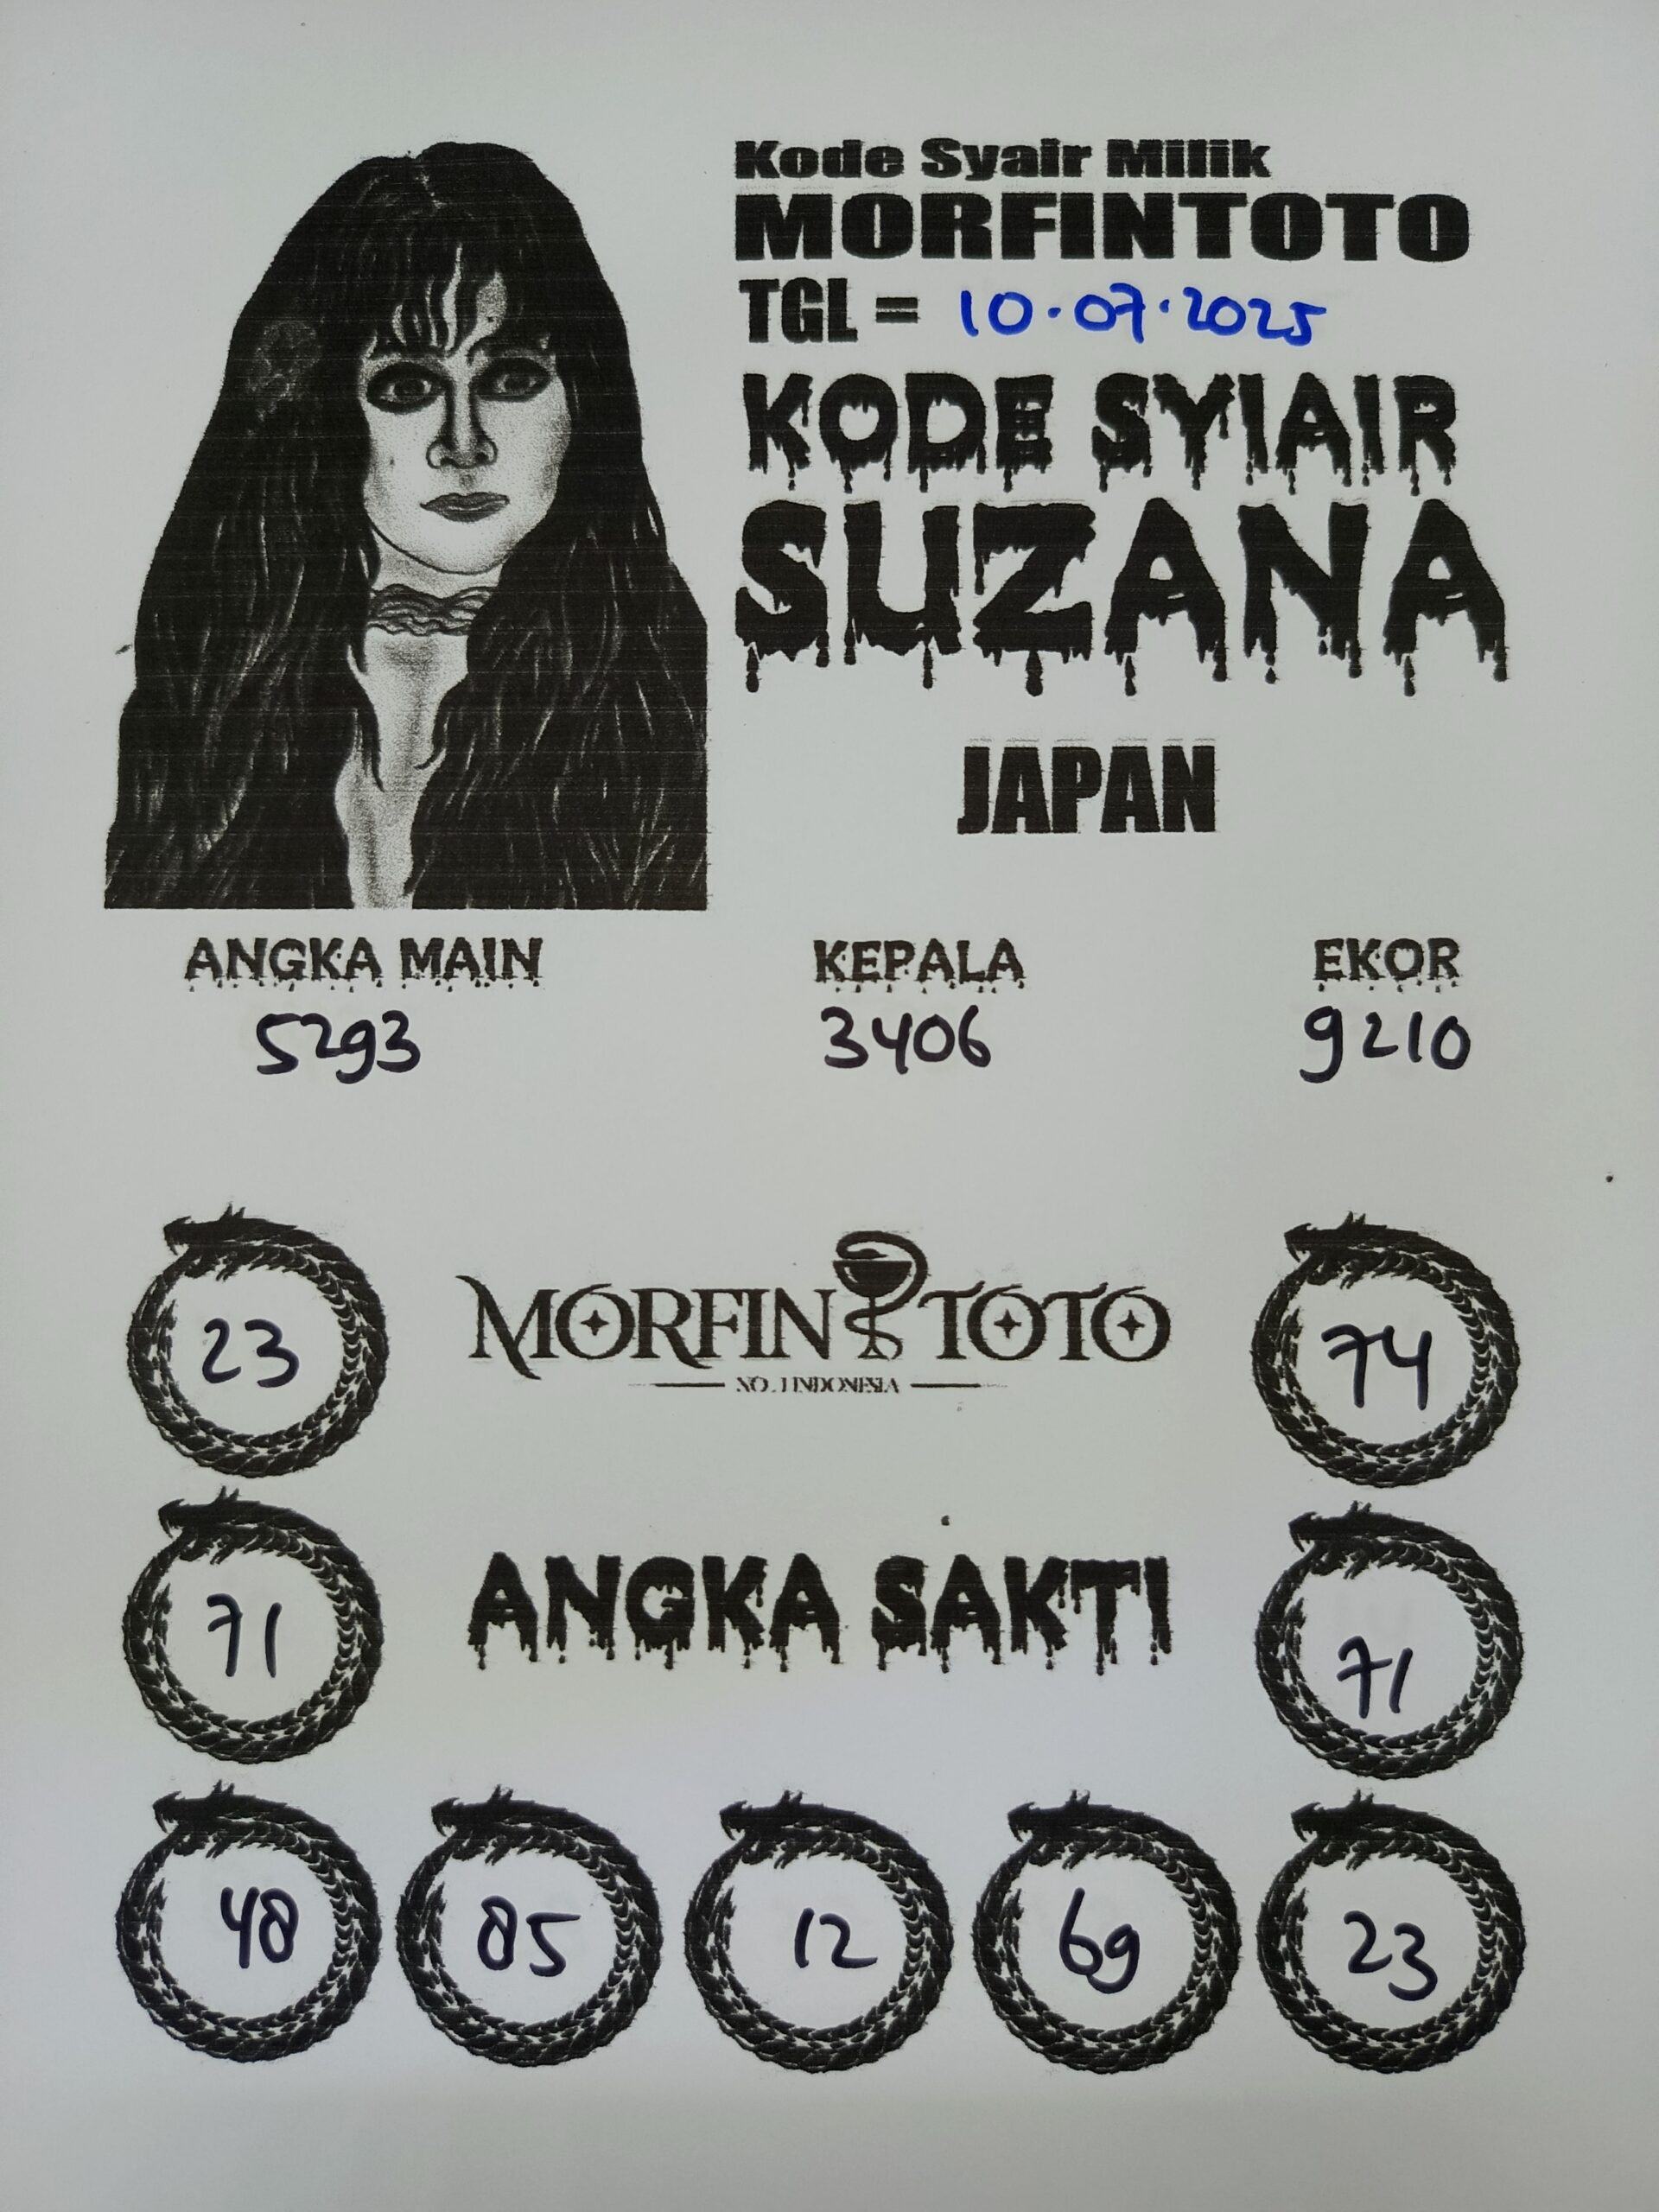 Kode Syair Milik
MORFINTOTO
TGL = 10.07.2025
KODE SYIAIR
SUZANA
JAPAN
ANGKA MAIN KEPALA EKOR
5293 3406 9210
23 MORFIN TOTO 74
NO.1 INDONESIA
71 ANGKA SAKTI 71
48 85 12 69 23